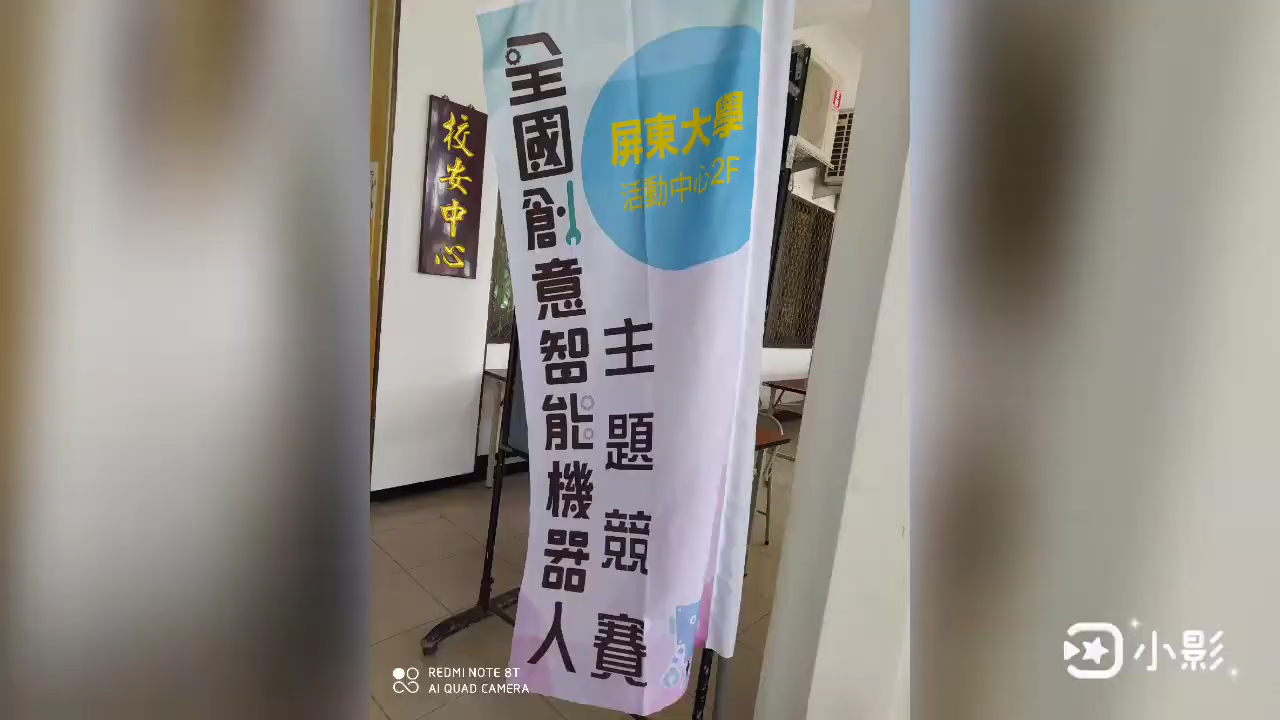 校安中心
屏東大學
活動中心2F
全國創意智能機器人
主題競賽
REDMI NOTE 8T
AI QUAD CAMERA
小影